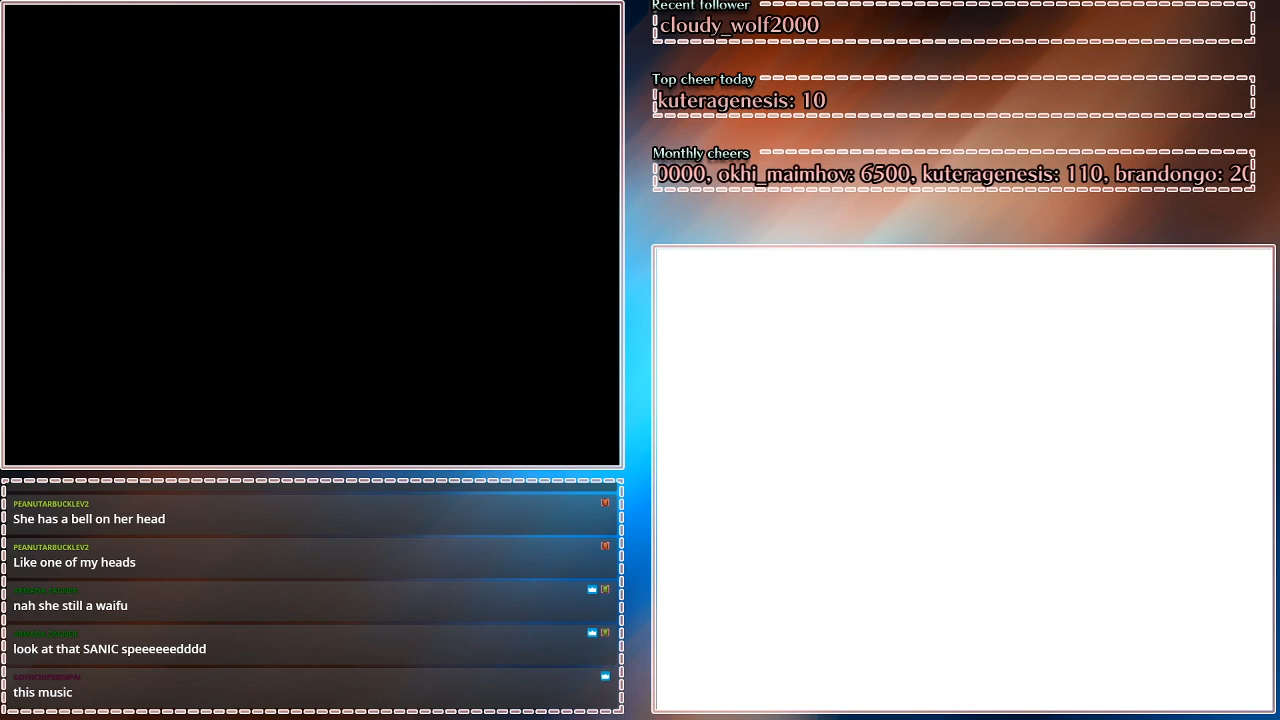 Recent follower
cloudy_wolf2000
Top cheer today
kuteragenesis: 10
Monthly cheers
0000, okhi_maimhov: 6500, kuteragenesis: 110, brandongo: 20
PEANUTARBUCKLEV2
She has a bell on her head
PEANUTARBUCKLEV2
Like one of my heads
nah she still a waifu
look at that SANIC speeeeeedddd
this music